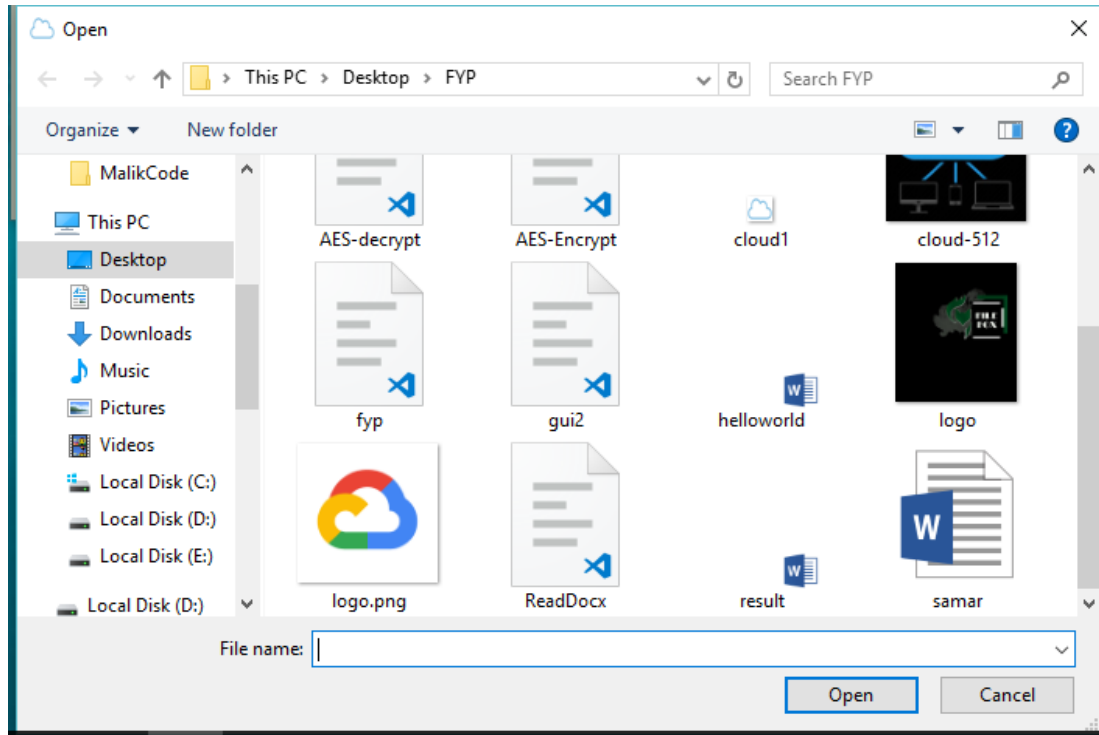 Open
This PC > Desktop > FYP
Search FYP
Organize
New folder
?
MalikCode
This PC
Desktop
Documents
Downloads
Music
Pictures
Videos
Local Disk (C:)
Local Disk (D:)
Local Disk (E:)
Local Disk (D:)
AES-decrypt
AES-Encrypt
cloud1
cloud-512
FILE
BOX
W
fyp
gui2
helloworld
logo
W
W
logo.png
ReadDocx
result
samar
File name:
Open
Cancel